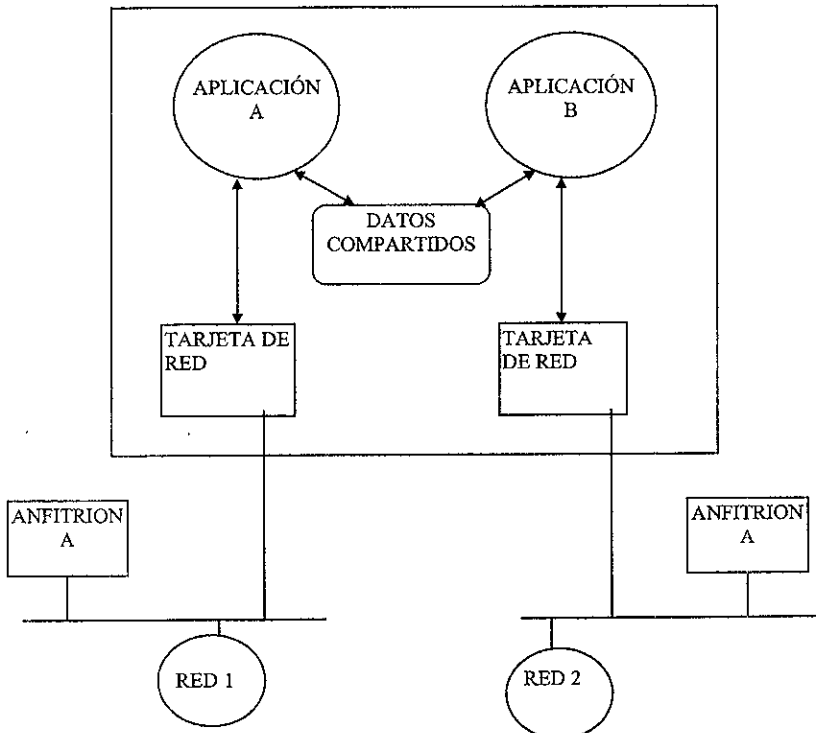 APLICACIÓN
A
APLICACIÓN
B
DATOS
COMPARTIDOS
TARJETA DE
RED
TARJETA
DE RED
ANFITRION
A
ANFITRION
A
RED 1
RED 2